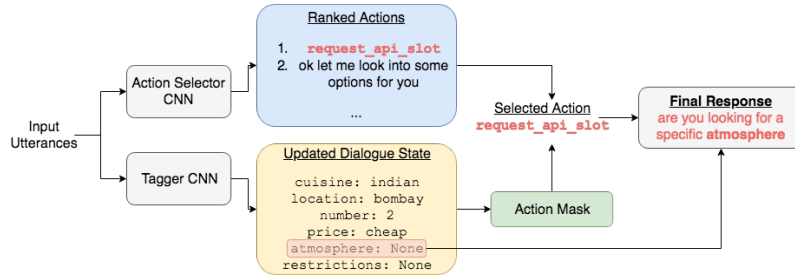 Input
Utterances
Action Selector
CNN
Tagger CNN
Ranked Actions
1. request_api_slot
2. ok let me look into some
options for you
...
Updated Dialogue State
cuisine: indian
location: bombay
number: 2
price: cheap
atmosphere: None
restrictions: None
Selected Action
request_api_slot
Action Mask
Final Response
are you looking for a
specific atmosphere